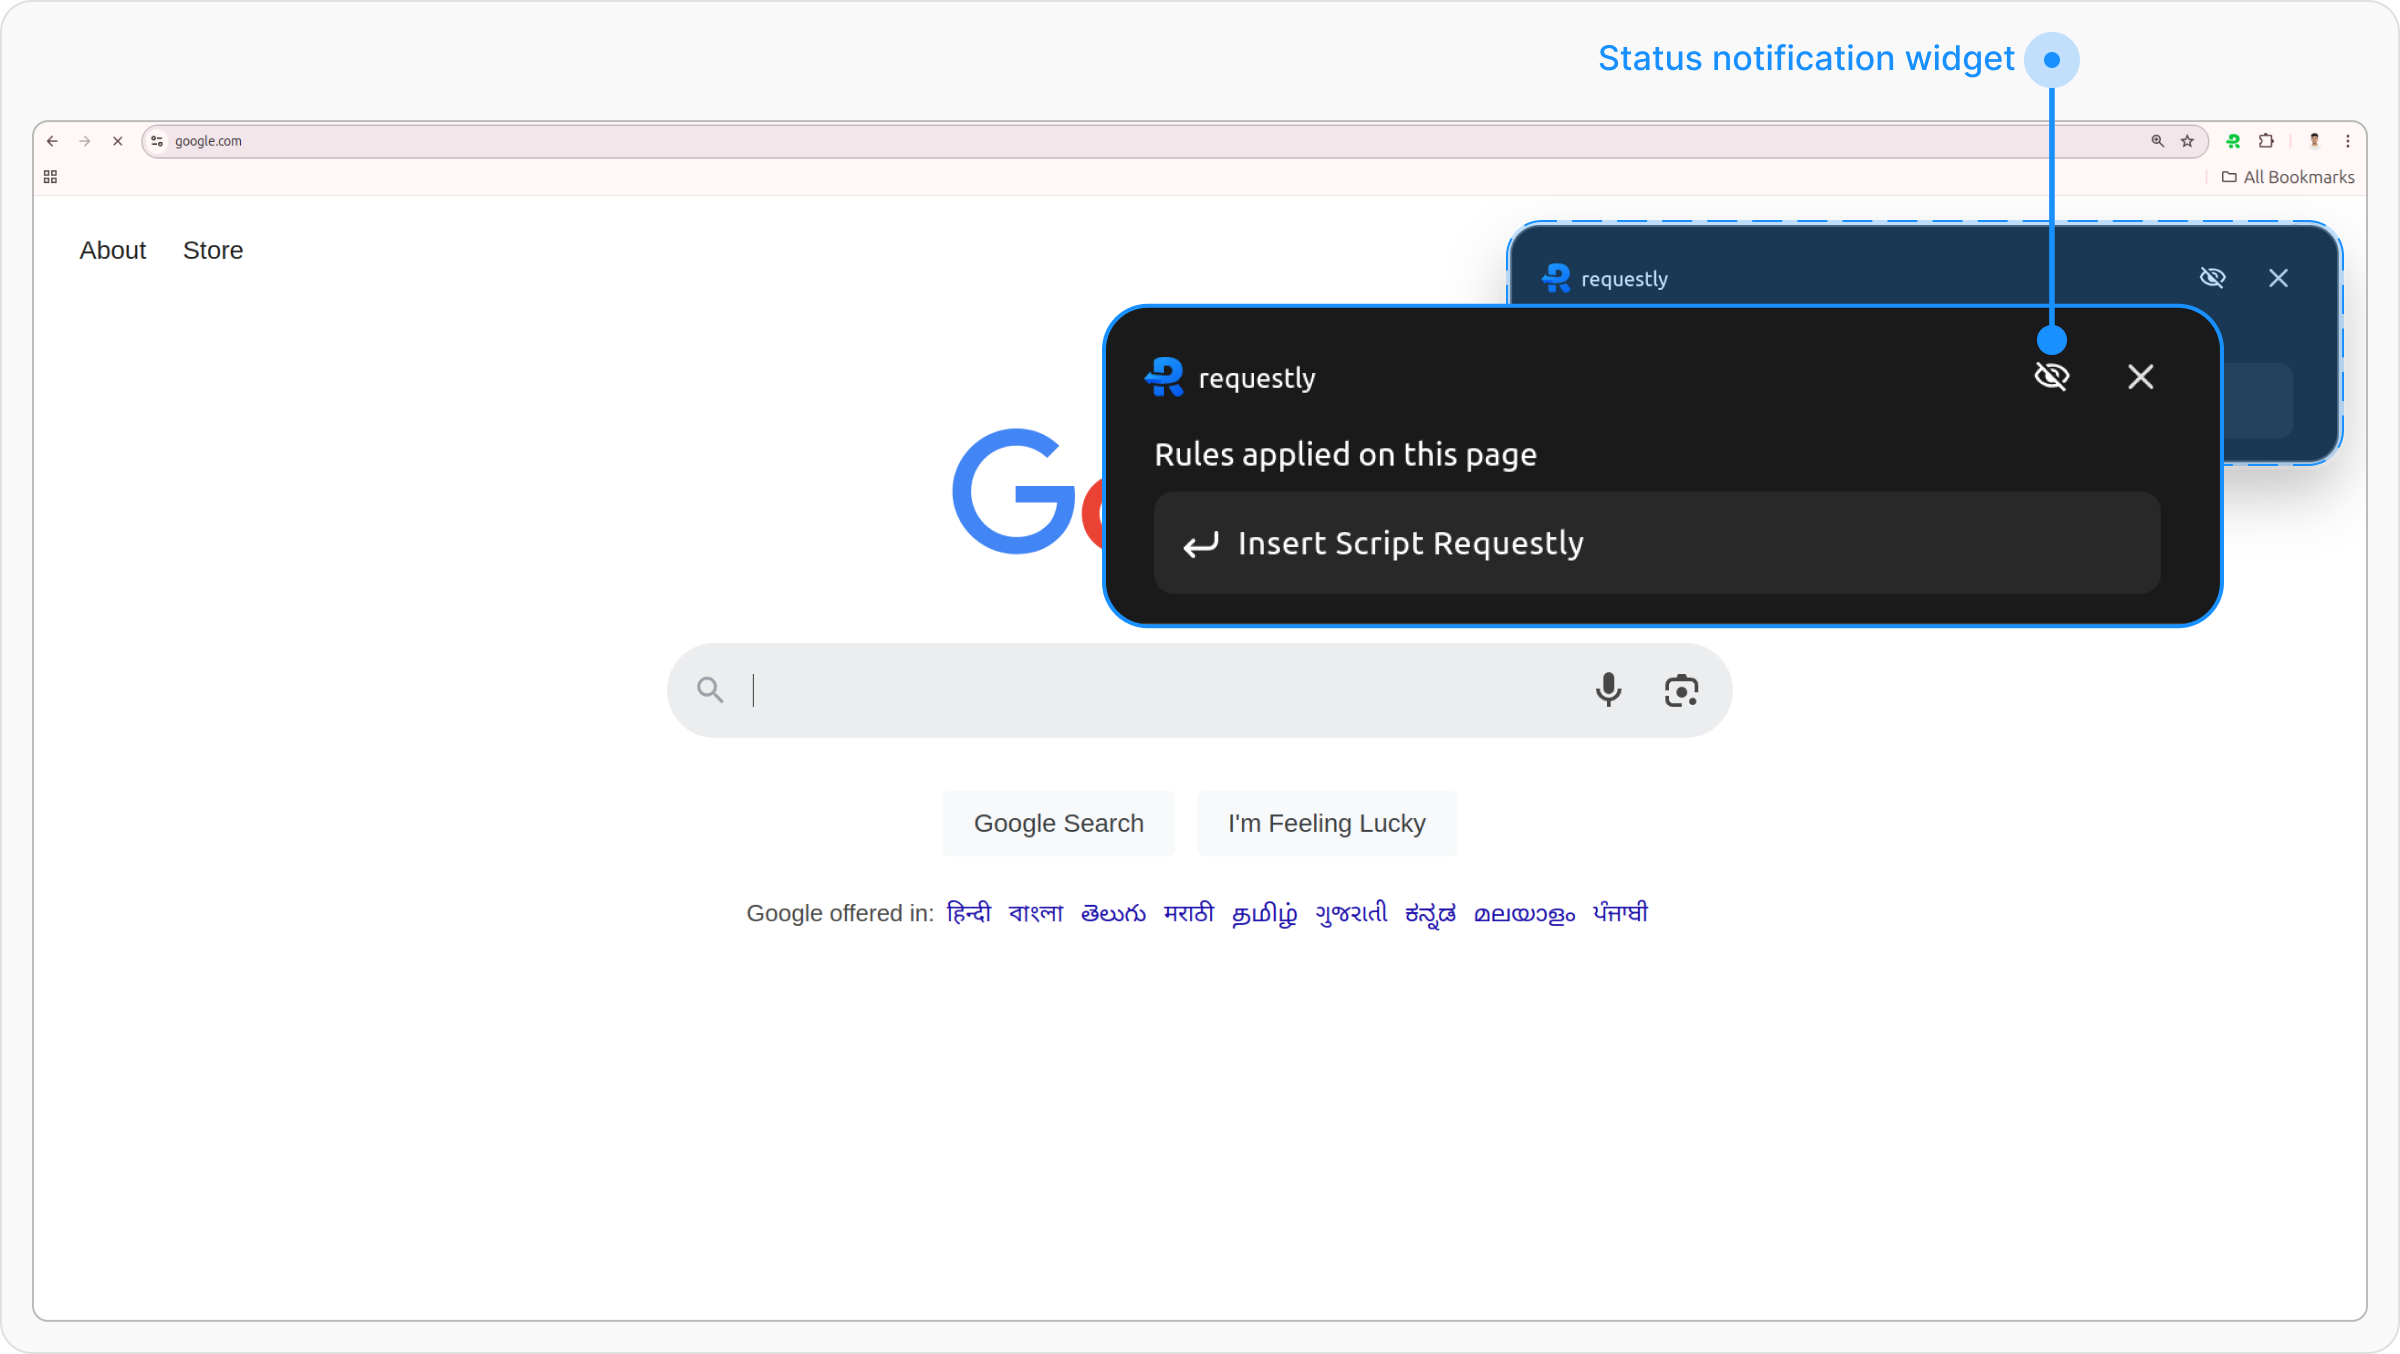 Status notification widget
google.com
All Bookmarks
About Store
requestly
requestly
Rules applied on this page
Insert Script Requestly
Go
Google Search I'm Feeling Lucky
Google offered in: हिन्दी বাংলা తెలుగు मराठी தமிழ் ગુજરાતી ಕನ್ನಡ മലയാളം ਪੰਜਾਬੀ